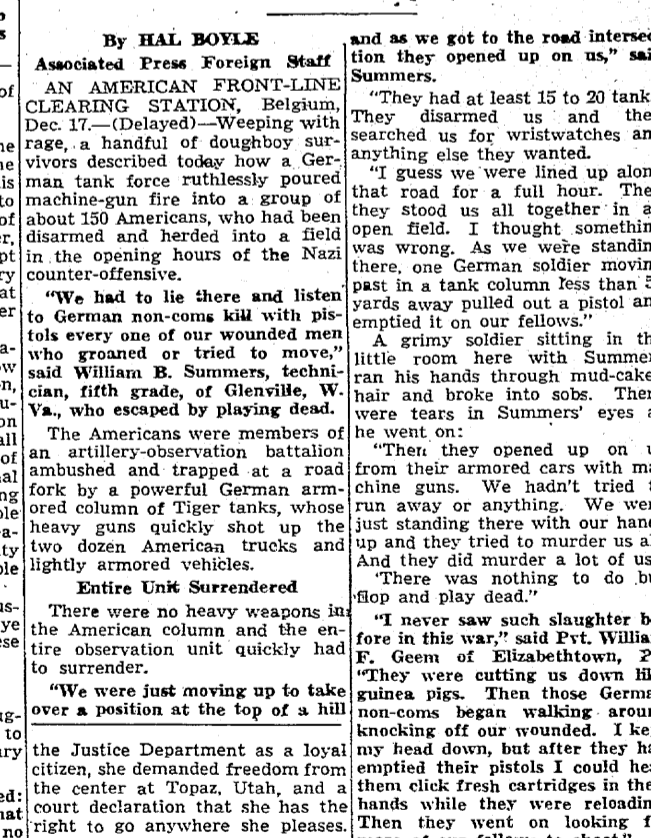 By HAL BOYLE
Associated Press Foreign Staff
AN AMERICAN FRONT-LINE
CLEARING STATION, Belgium,
Dec. 17.—(Delayed)—Weeping with
rage, a handful of doughboy sur-
vivors described today how a Ger-
man tank force ruthlessly poured
machine-gun fire into a group of
about 150 Americans, who had been
disarmed and herded into a field
in the opening hours of the Nazi
counter-offensive.
"We had to lie there and listen
to German non-coms kill with pis-
tols every one of our wounded men
who groaned or tried to move,"
said William B. Summers, techni-
cian, fifth grade, of Glenville, W.
Va., who escaped by playing dead.
The Americans were members of
an artillery-observation battalion
ambushed and trapped at a road
fork by a powerful German arm-
ored column of Tiger tanks, whose
heavy guns quickly shot up the
two dozen American trucks and
lightly armored vehicles.
Entire Unit Surrendered
There were no heavy weapons in
the American column and the en-
tire observation unit quickly had
to surrender.
"We were just moving up to take
over a position at the top of a hill
the Justice Department as a loyal
citizen, she demanded freedom from
the center at Topaz, Utah, and a
court declaration that she has the
right to go anywhere she pleases.
and as we got to the road intersec
tion they opened up on us," sai
Summers.
"They had at least 15 to 20 tank
They disarmed us and the
searched us for wristwatches an
anything else they wanted.
"I guess we were lined up alon
that road for a full hour. The
they stood us all together in a
open field. I thought somethin
was wrong. As we were standin
there, one German soldier movin
past in a tank column less than 5
yards away pulled out a pistol an
emptied it on our fellows."
A grimy soldier sitting in th
little room here with Summer
ran his hands through mud-cake
hair and broke into sobs. Ther
were tears in Summers' eyes a
he went on:
"Then they opened up on u
from their armored cars with ma
chine guns. We hadn't tried t
run away or anything. We wer
just standing there with our hand
up and they tried to murder us a
And they did murder a lot of us
'There was nothing to do bu
flop and play dead."
"I never saw such slaughter b
fore in this war," said Pvt. Willia
F. Geem of Elizabethtown, P
"They were cutting us down lik
guinea pigs. Then those Germa
non-coms began walking aroun
knocking off our wounded. I ke
my head down, but after they ha
emptied their pistols I could hea
them click fresh cartridges in the
hands while they were reloadin
Then they went on looking f